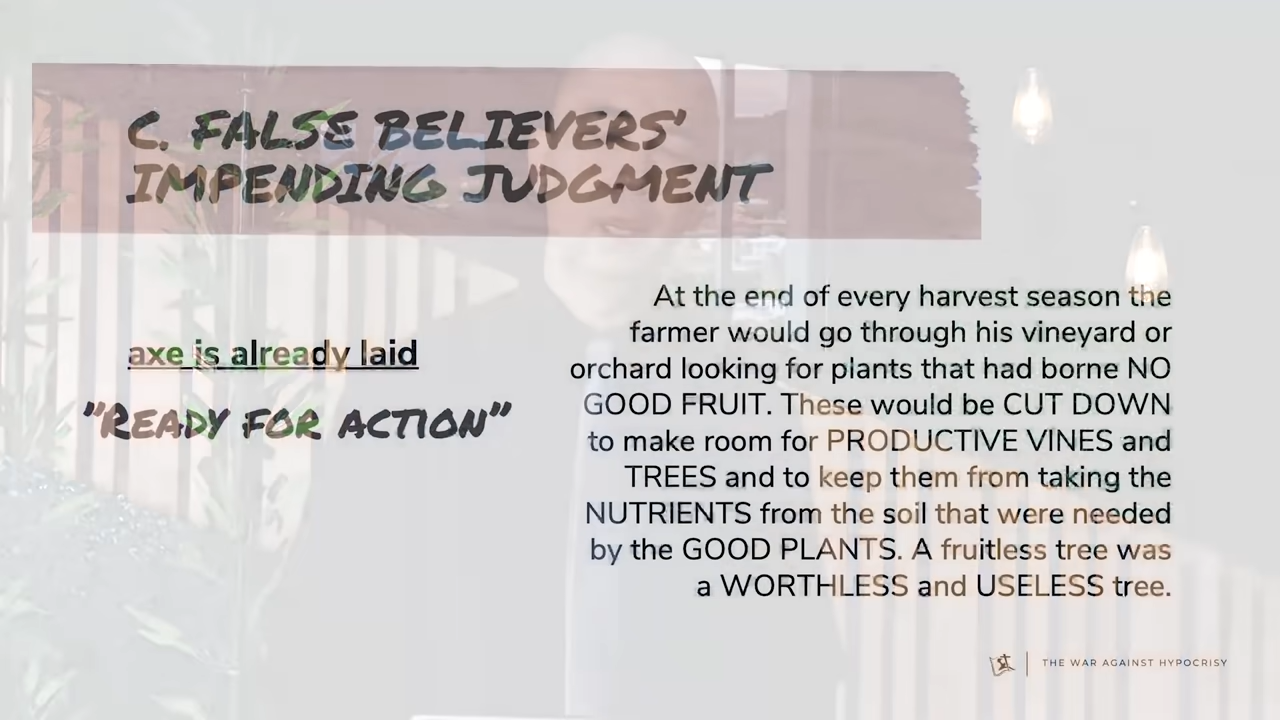 C. FALSE BELIEVERS'
IMPENDING JUDGMENT
axe is already laid
"READY FOR ACTION"
At the end of every harvest season the
farmer would go through his vineyard or
orchard looking for plants that had borne NO
GOOD FRUIT. These would be CUT DOWN
to make room for PRODUCTIVE VINES and
TREES and to keep them from taking the
NUTRIENTS from the soil that were needed
by the GOOD PLANTS. A fruitless tree was
a WORTHLESS and USELESS tree.
THE WAR AGAINST HYPOCRISY